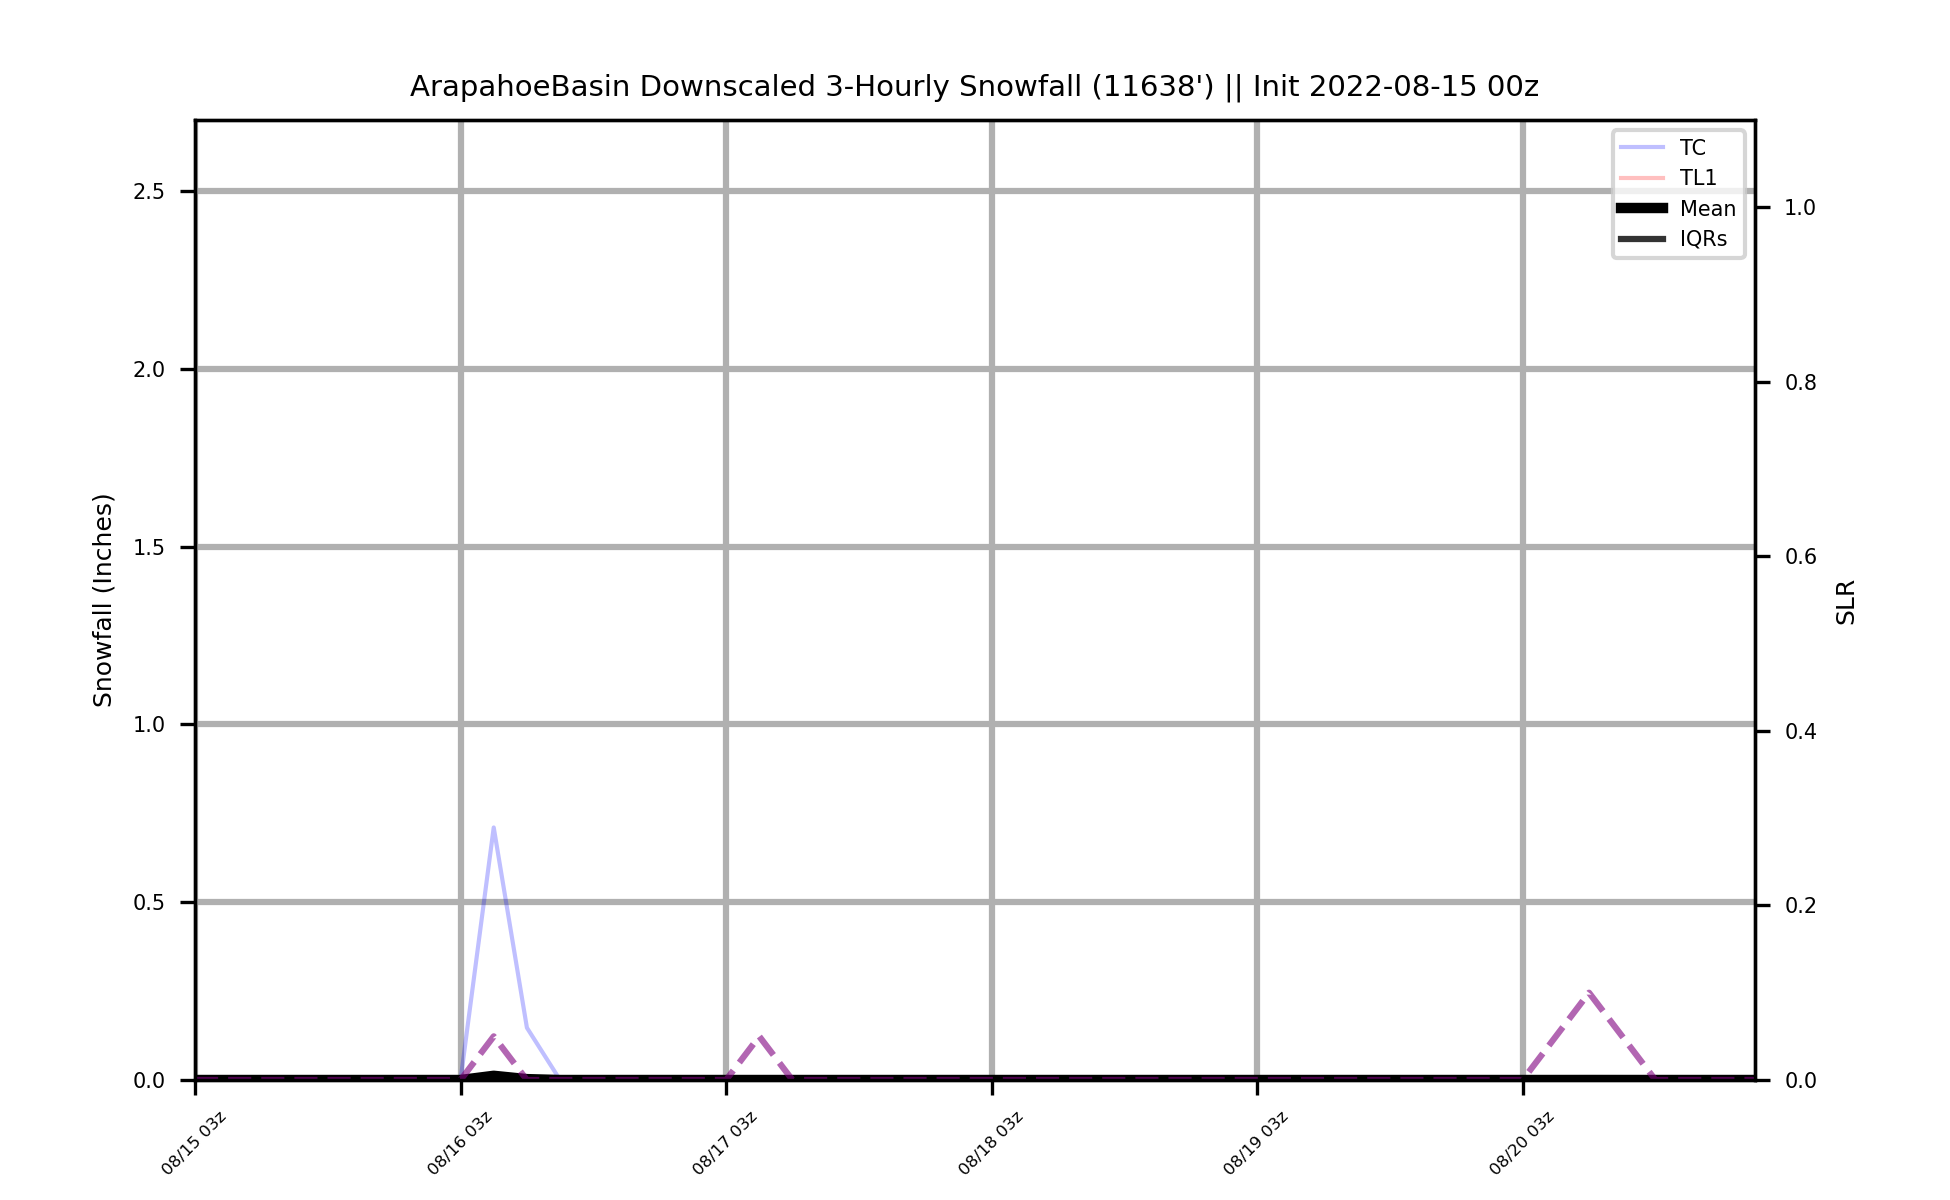 ArapahoeBasin Downscaled 3-Hourly Snowfall (11638') || Init 2022-08-15 00z
TC
TL1
Mean
IQRs
Snowfall (Inches)
2.5
2.0
1.5
1.0
0.5
0.0
1.0
0.8
0.6
0.4
0.2
0.0
SLR
08/15 03z
08/16 03z
08/17 03z
08/18 03z
08/19 03z
08/20 03z